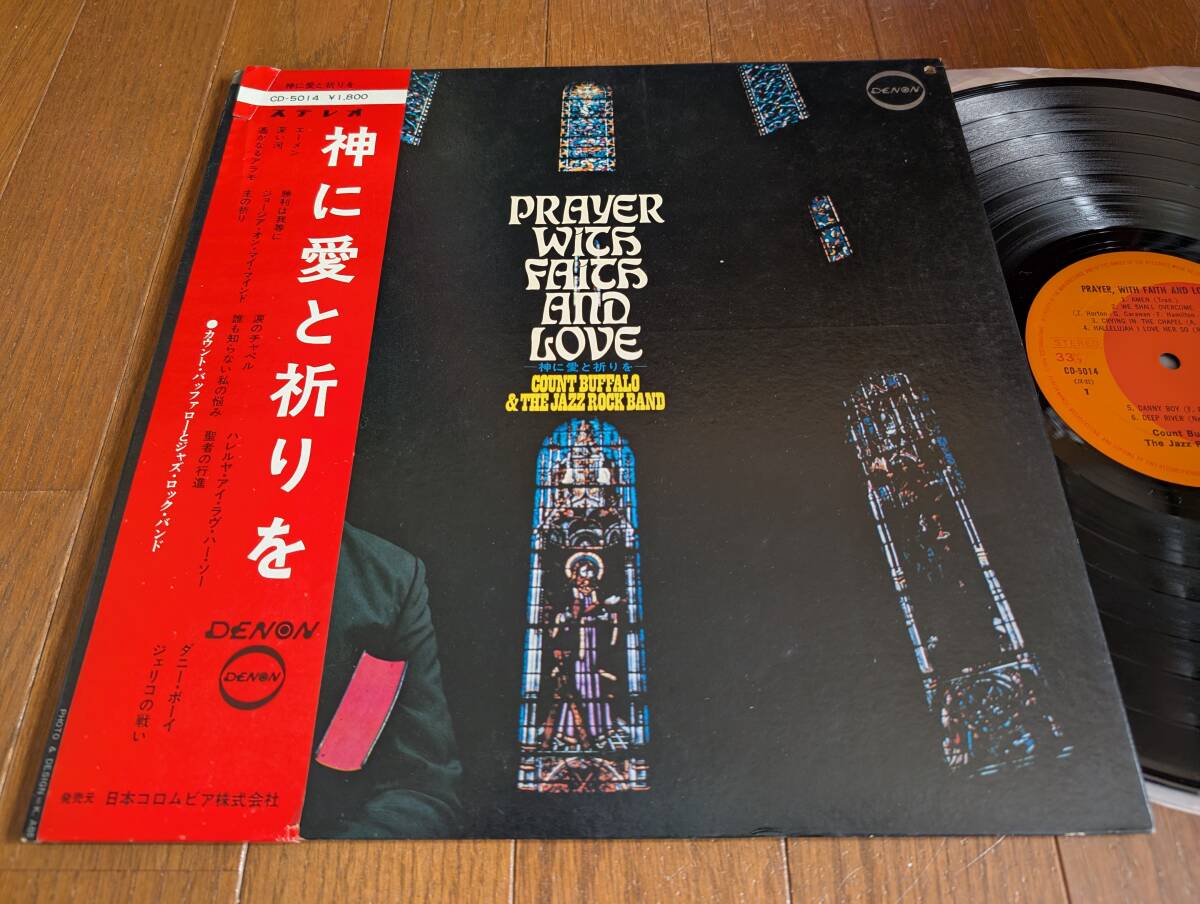 神に愛と祈りを
CD-5014 ¥1,800
ステレオ
神に愛と祈りを
エーメン
深い河
遥かなるアラモ
勝利は我等に
ジョージア・オン・マイ・マインド
主の祈り
涙のチャペル
誰も知らない私の悩み
ハレルヤ・アイ・ラヴ・ハー・ソー
聖者の行進
ダニー・ボーイ
ジェリコの戦い
●カウント・バッファローとジャズ・ロック・バンド
DENON
DENON
発売元 日本コロムビア株式会社
PHOTO & DESIGN=K. ABE
DENON
PRAYER
WITH
FAITH
AND
LOVE
—神に愛と祈りを—
COUNT BUFFALO
& THE JAZZ ROCK BAND
PRAYER, WITH FAITH AND LO
1. AMEN (Trad.)
2. WE SHALL OVERCOME
(Z. Horton - G. Carawan - F. Hamilton
3. CRYING IN THE CHAPEL (A.
4. HALLELUJAH I LOVE HER SO (R
STEREO
33⅓
CD-5014
1
5. DANNY BOY (F.
6. DEEP RIVER (Ne
Count Bu
The Jazz R